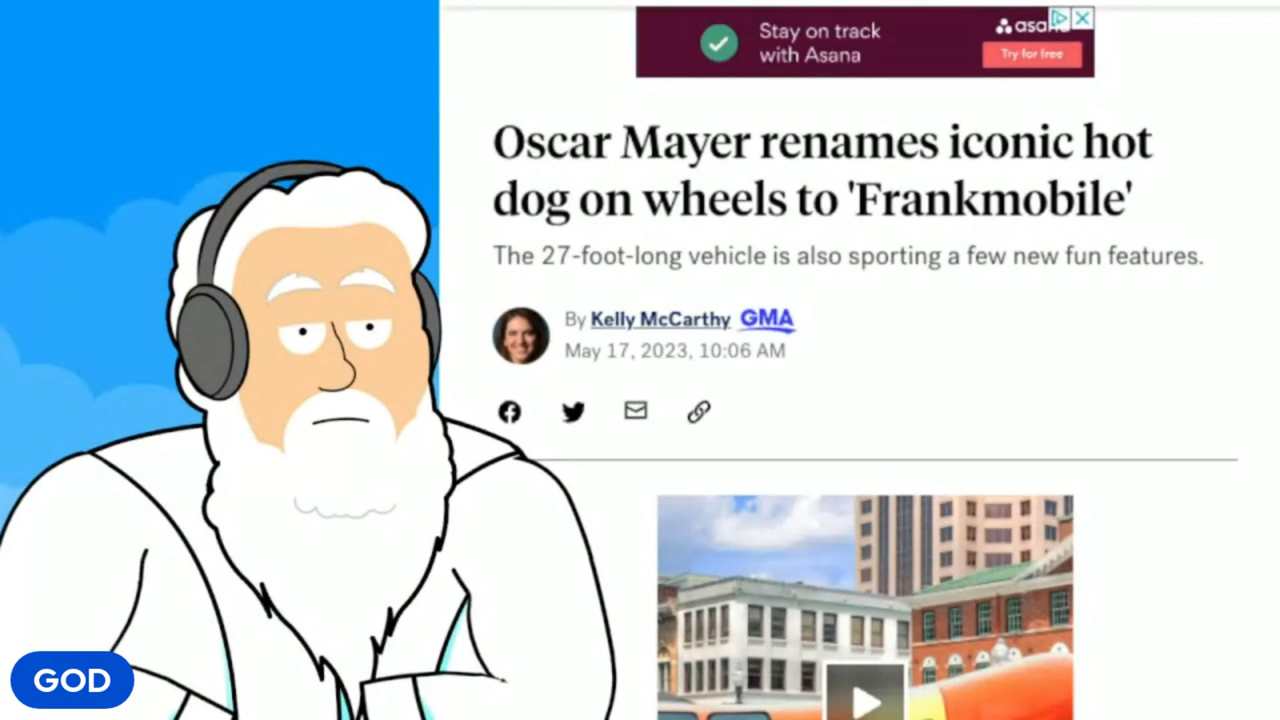 Stay on track
with Asana
Try for free
Oscar Mayer renames iconic hot
dog on wheels to 'Frankmobile'
The 27-foot-long vehicle is also sporting a few new fun features.
By Kelly McCarthy GMA
May 17, 2023, 10:06 AM
GOD